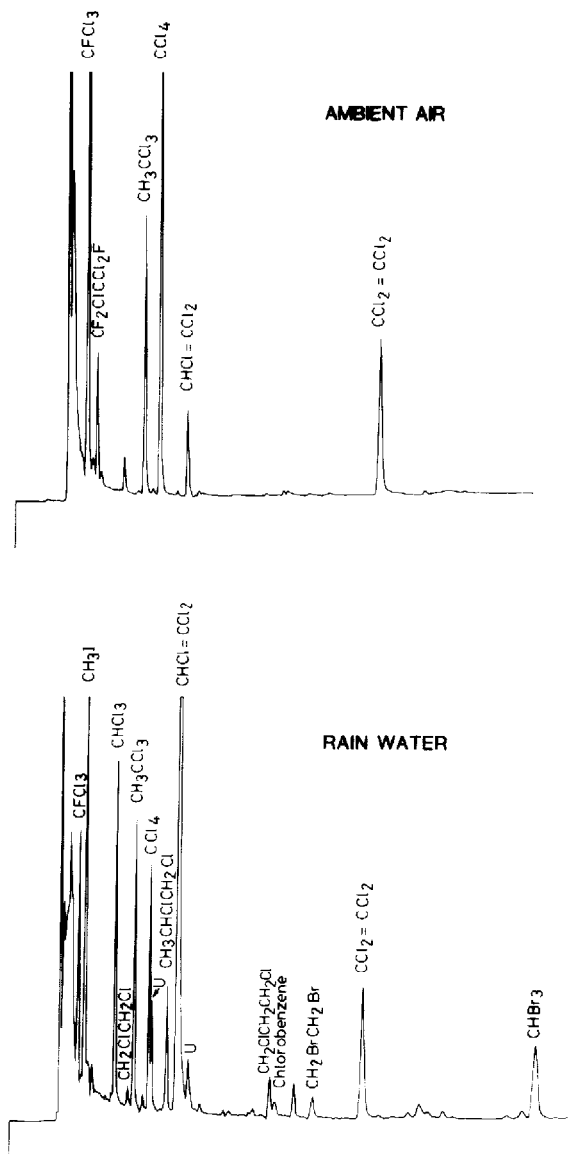 CFCl3
CCl4
AMBIENT AIR
CH3CCl3
CF2ClCCl2F
CHCl = CCl2
CCl2 = CCl2
CHCl = CCl2
CH3I
CHCl3
RAIN WATER
CH3CCl3
CFCl3
CCl4
CH3CHClCH2Cl
U
CH2ClCH2Cl
U
CH2ClCH2CH2Cl
Chlorobenzene
CH2BrCH2Br
CCl2 = CCl2
CHBr3